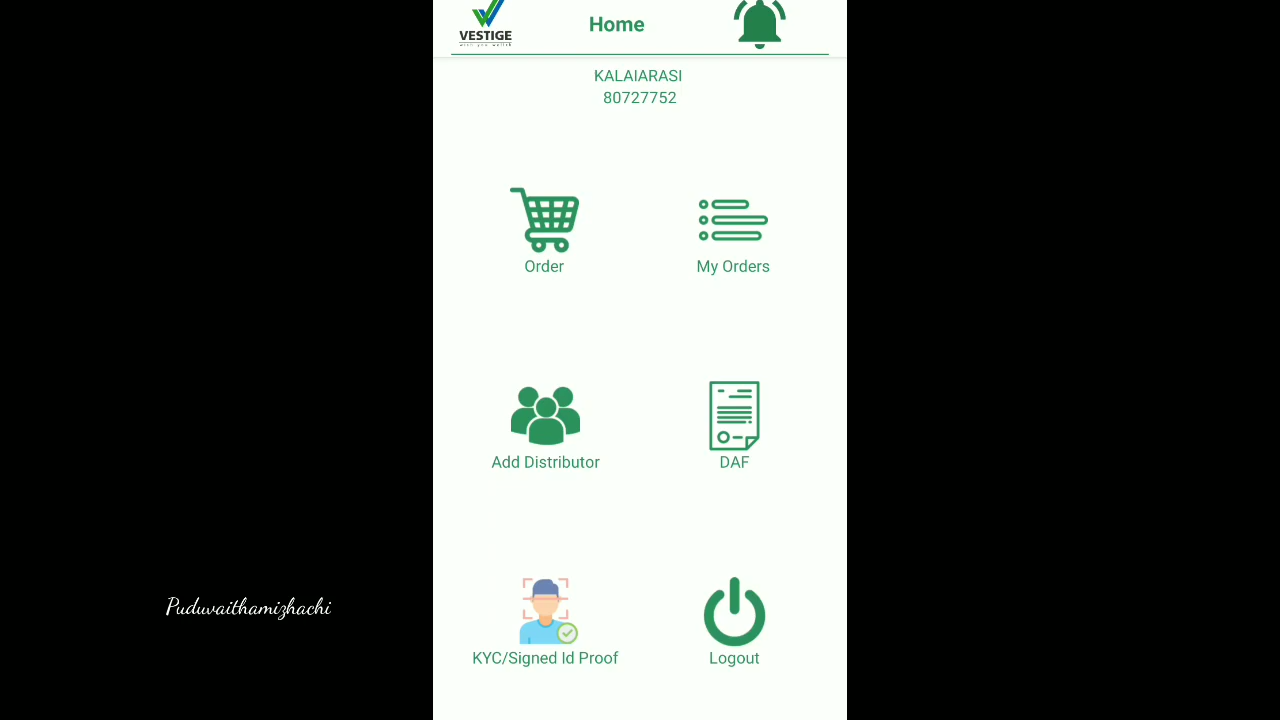 VESTIGE
Home
KALAIARASI
80727752
Order
My Orders
Add Distributor
DAF
KYC/Signed Id Proof
Logout
Puduvaithamizhachi